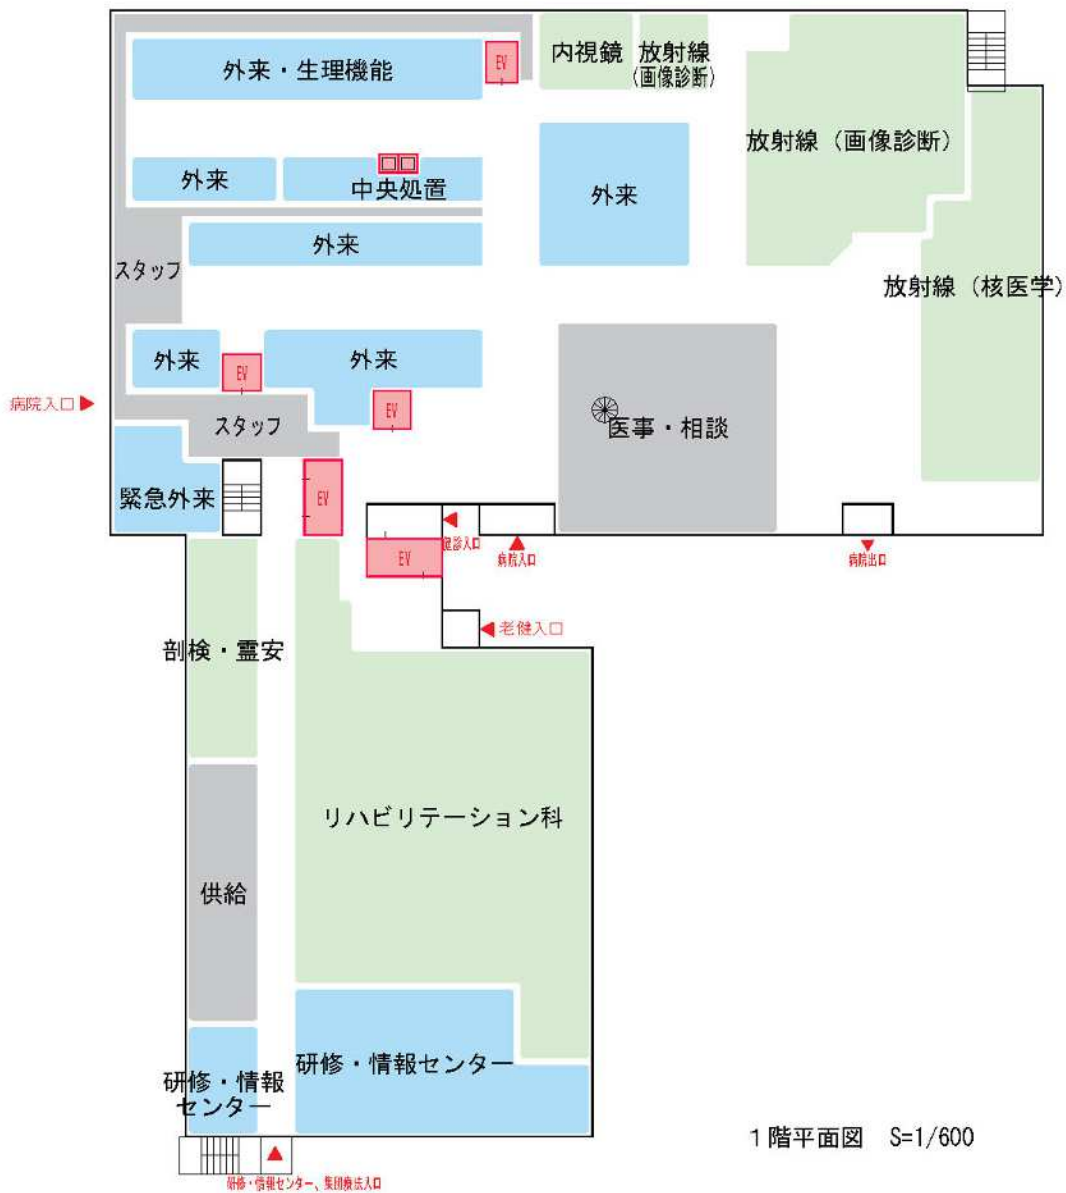 外来・生理機能
EV
内視鏡
放射線
(画像診断)
放射線（画像診断）
外来
中央処置
外来
外来
スタッフ
放射線（核医学）
外来
EV
外来
EV
病院入口
スタッフ
医事・相談
緊急外来
EV
健診入口
病院入口
病院出口
EV
老健入口
剖検・霊安
リハビリテーション科
供給
研修・情報センター
研修・情報
センター
1階平面図 S=1/600
研修・情報センター、集団療法入口